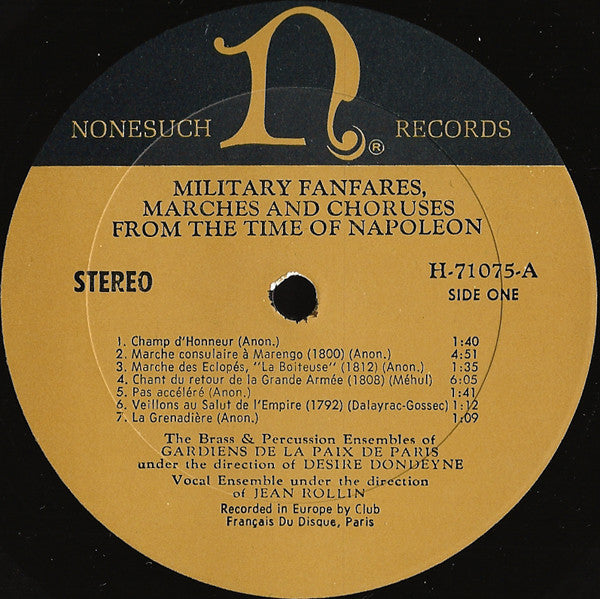 n
NONESUCH ® RECORDS
MILITARY FANFARES,
MARCHES AND CHORUSES
FROM THE TIME OF NAPOLEON
STEREO
H-71075-A
SIDE ONE
1. Champ d'Honneur (Anon.) 1:40
2. Marche consulaire à Marengo (1800) (Anon.) 4:51
3. Marche des Eclopés, "La Boiteuse" (1812) (Anon.) 1:35
4. Chant du retour de la Grande Armée (1808) (Méhul) 6:05
5. Pas accéléré (Anon.) 1:41
6. Veillons au Salut de l'Empire (1792) (Dalayrac-Gossec) 1:12
7. La Grenadière (Anon.) 1:09
The Brass & Percussion Ensembles of
GARDIENS DE LA PAIX DE PARIS
under the direction of DESIRE DONDEYNE
Vocal Ensemble under the direction
of JEAN ROLLIN
Recorded in Europe by Club
Français Du Disque, Paris